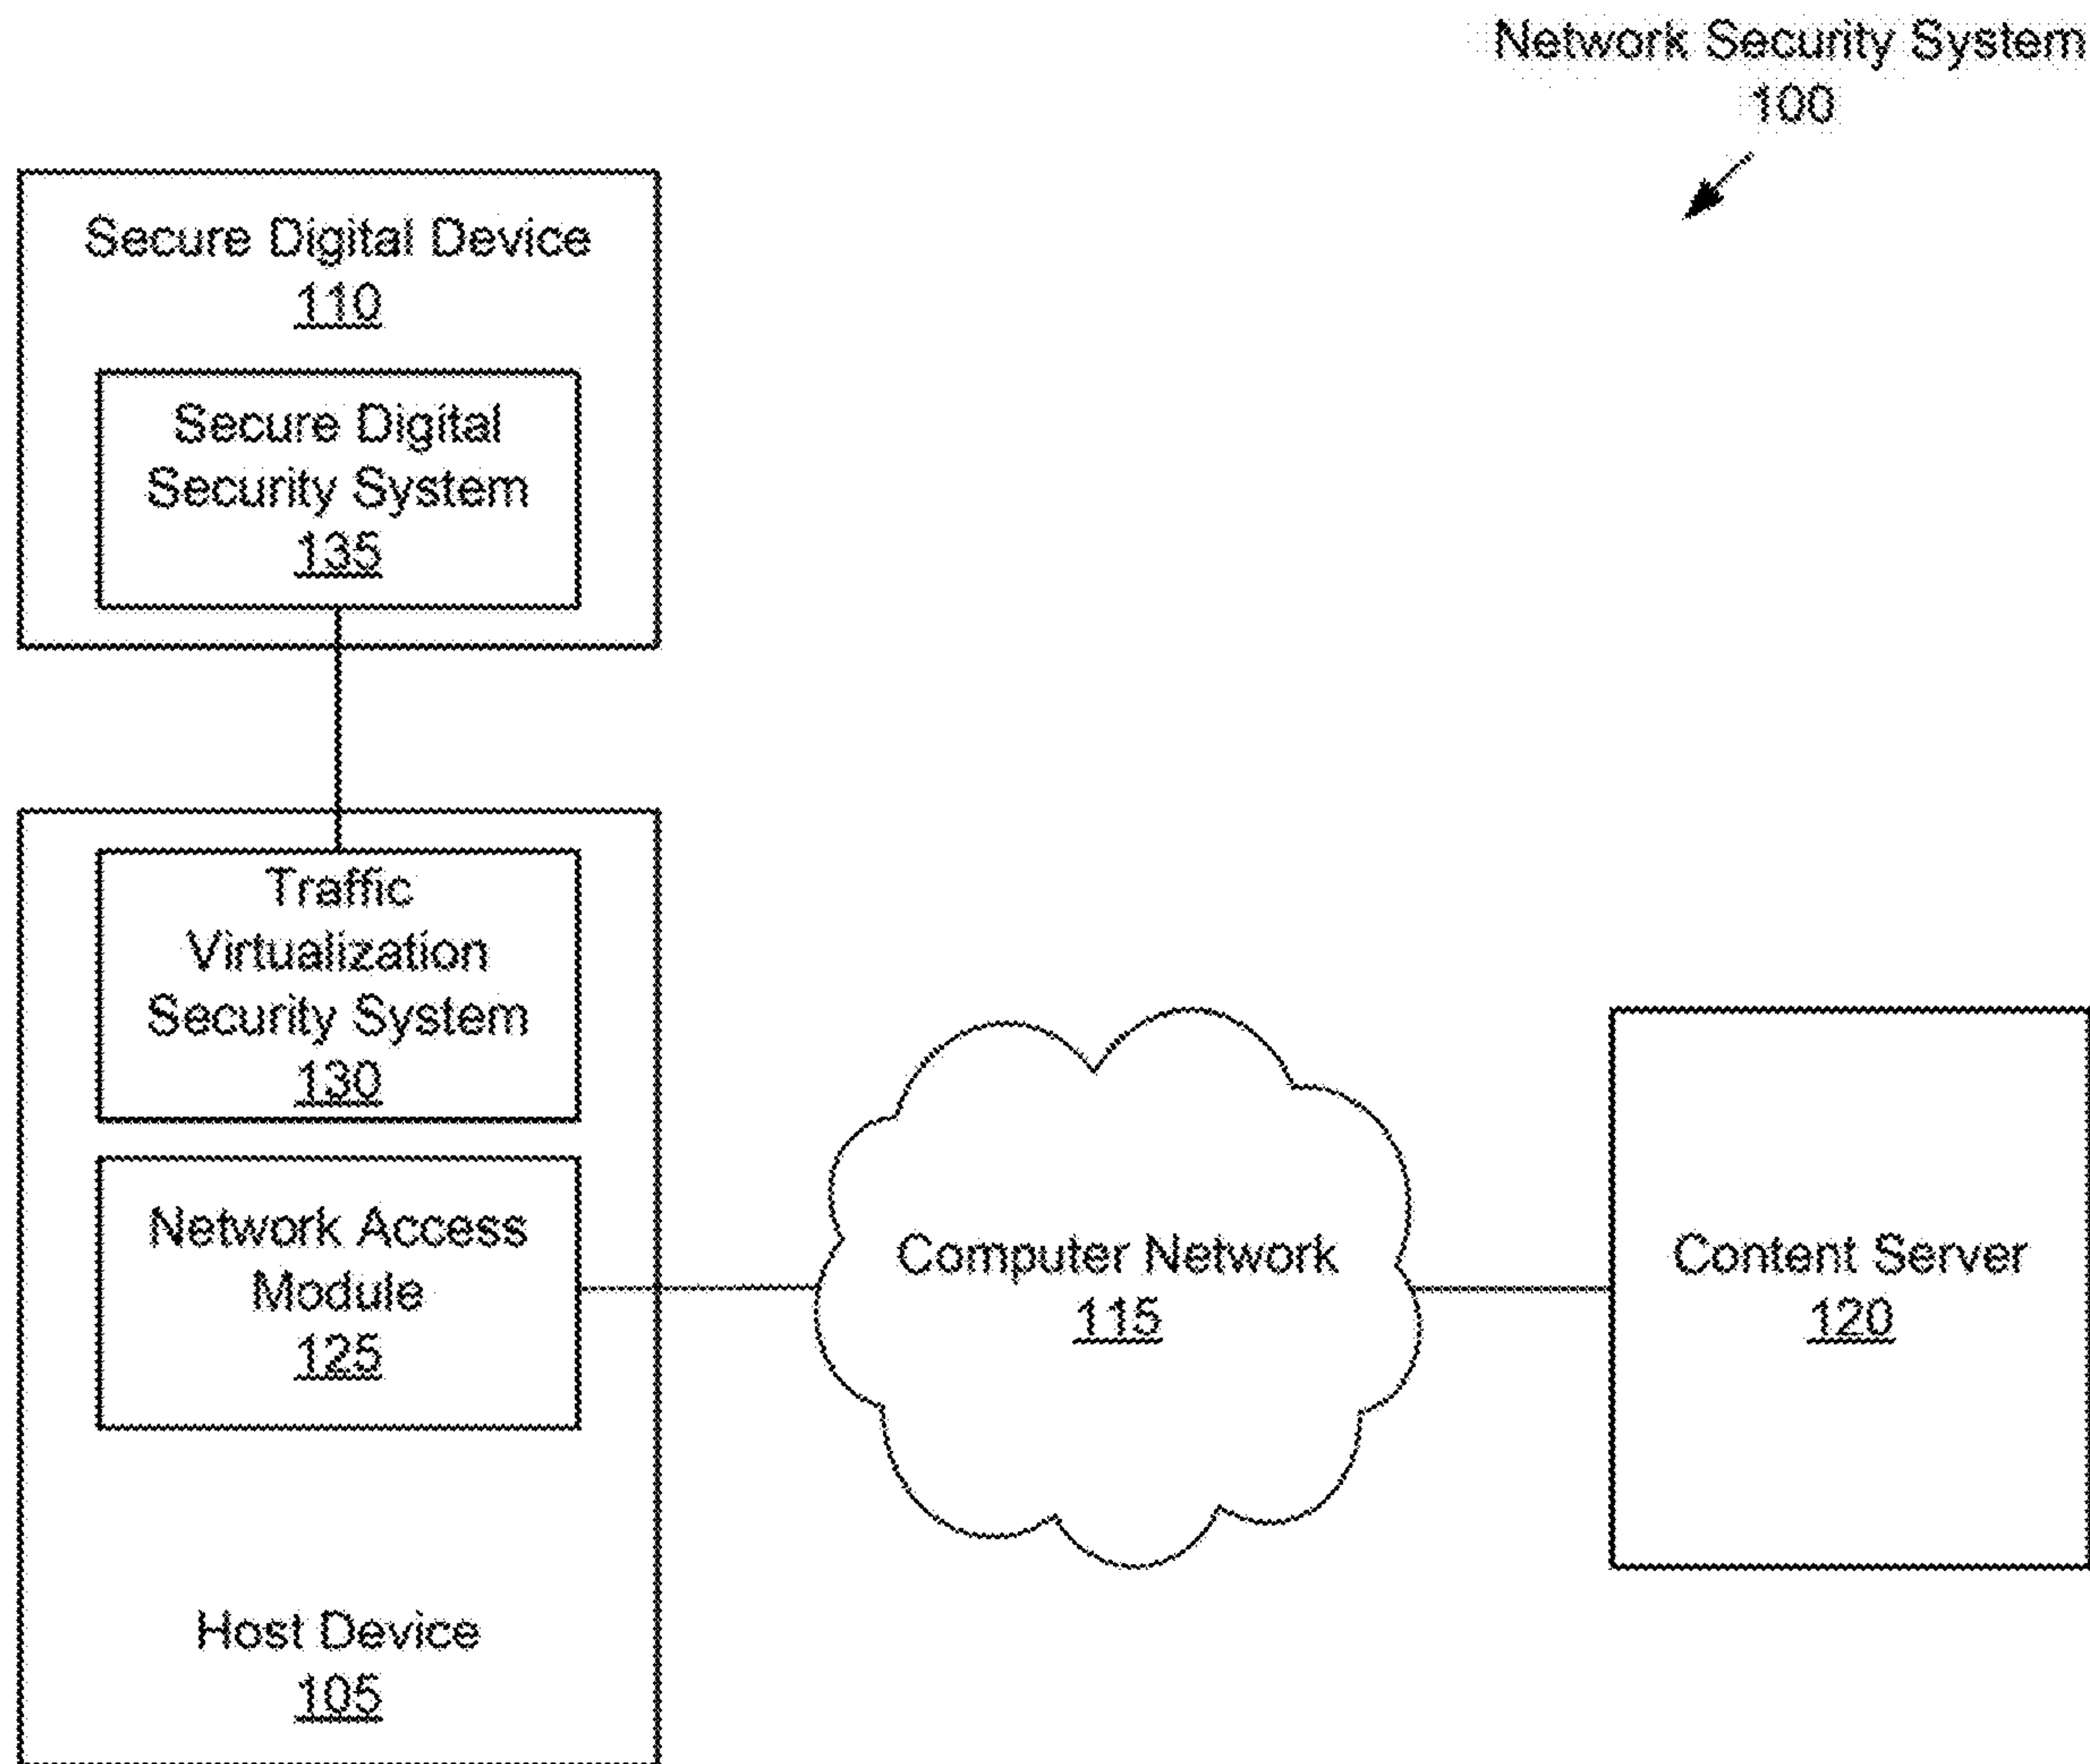 Network Security System
100
Secure Digital Device
110
Secure Digital
Security System
135
Traffic
Virtualization
Security System
130
Network Access
Module
125
Host Device
105
Computer Network
115
Content Server
120